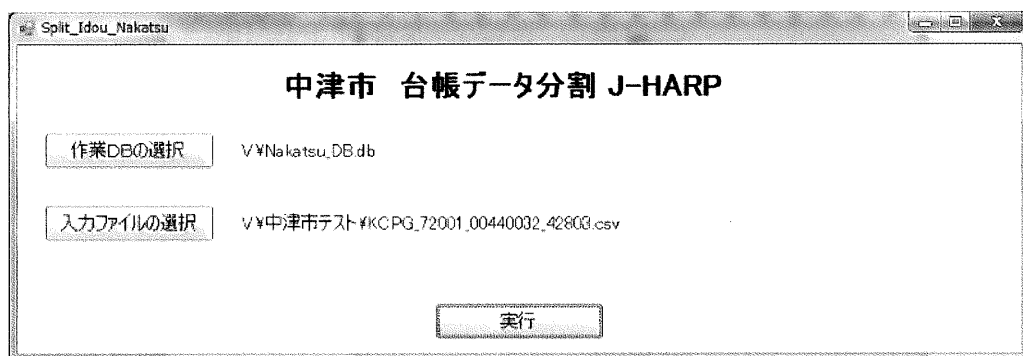 Split_Idou_Nakatsu
中津市 台帳データ分割 J-HARP
作業DBの選択 V¥Nakatsu_DB.db
入力ファイルの選択 V¥中津市テスト¥KCPG_72001_00440032_42803.csv
実行